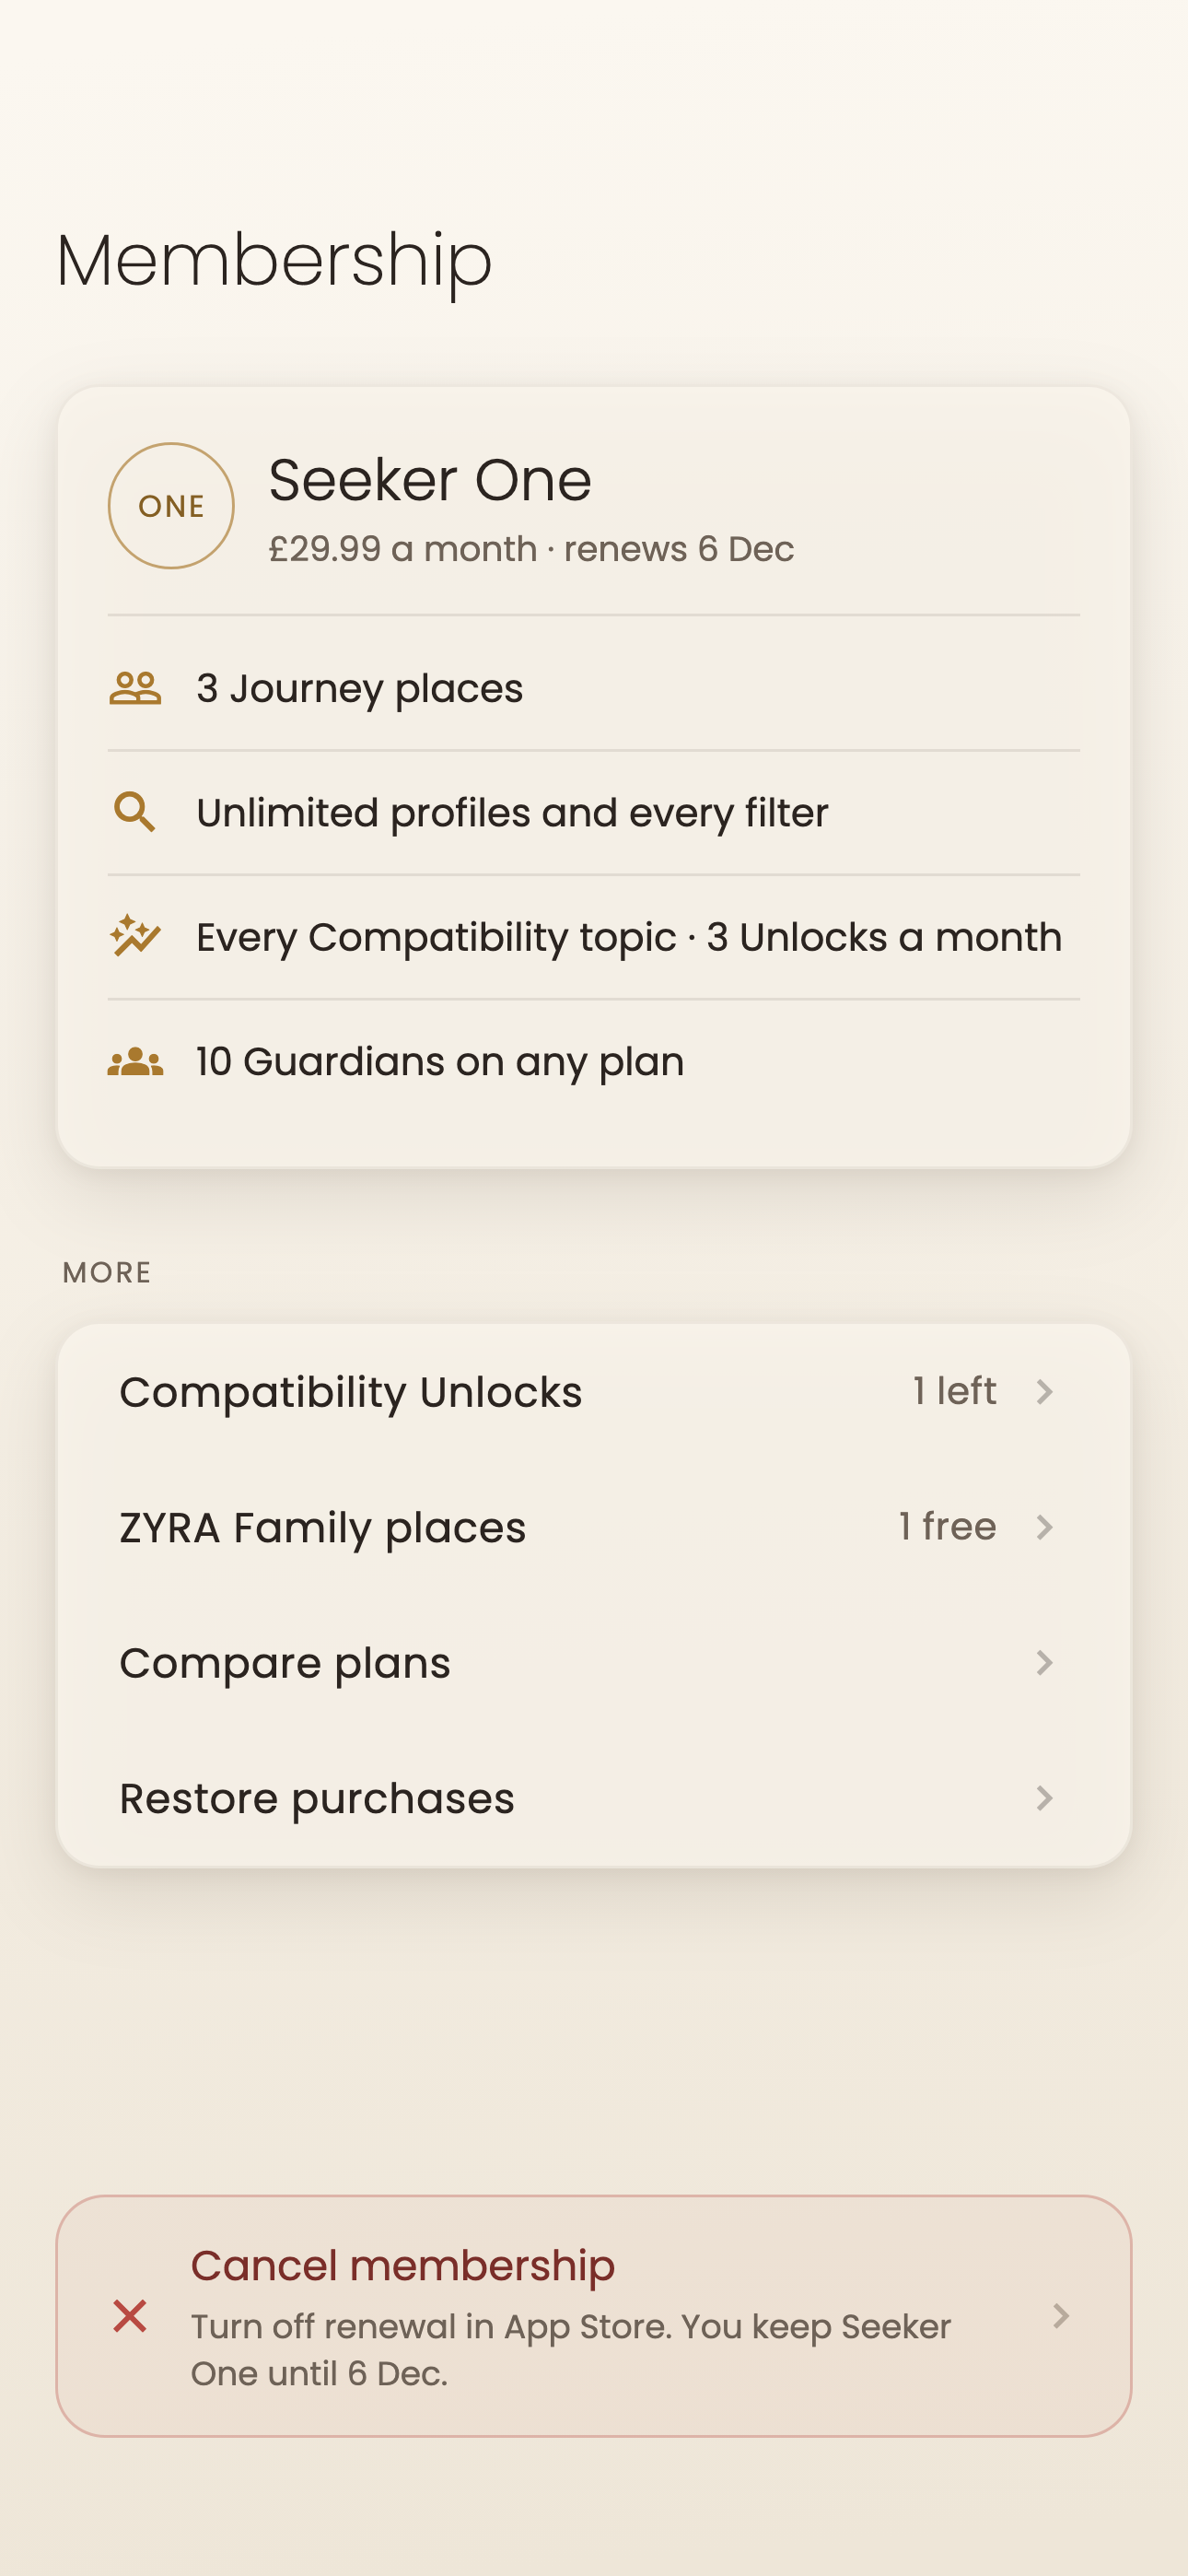 Membership
ONE
Seeker One
£29.99 a month · renews 6 Dec
3 Journey places
Unlimited profiles and every filter
Every Compatibility topic · 3 Unlocks a month
10 Guardians on any plan
MORE
Compatibility Unlocks 1 left
ZYRA Family places 1 free
Compare plans
Restore purchases
Cancel membership
Turn off renewal in App Store. You keep Seeker
One until 6 Dec.